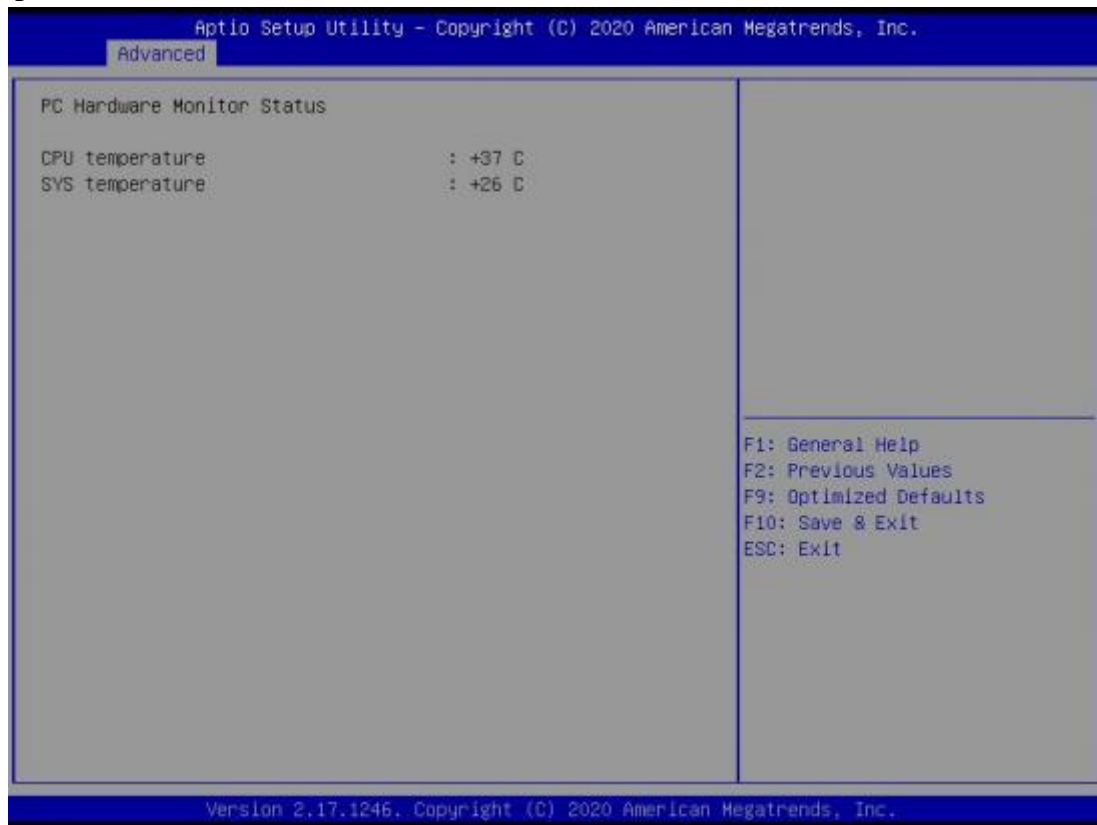 Aptio Setup Utility – Copyright (C) 2020 American Megatrends, Inc.
Advanced
PC Hardware Monitor Status
CPU temperature : +37 C
SYS temperature : +26 C
F1: General Help
F2: Previous Values
F9: Optimized Defaults
F10: Save & Exit
ESC: Exit
Version 2.17.1246. Copyright (C) 2020 American Megatrends, Inc.